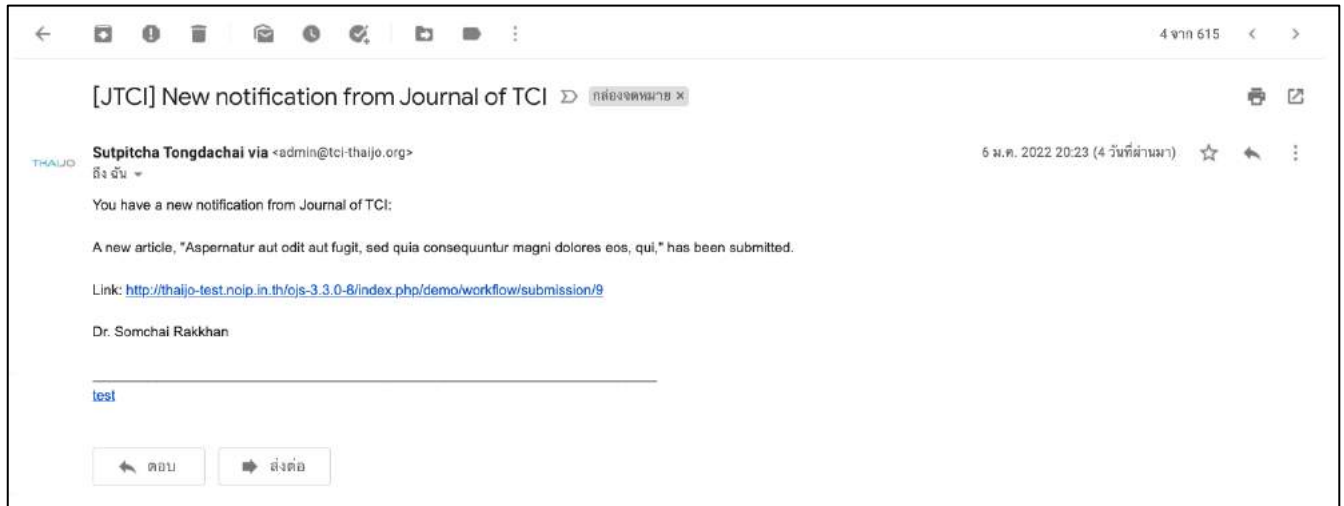 4 จาก 615
[JTCI] New notification from Journal of TCI กล่องจดหมาย ×
THAIJO
Sutpitcha Tongdachai via <admin@tci-thaijo.org> 6 ม.ค. 2022 20:23 (4 วันที่ผ่านมา)
ถึง ฉัน
You have a new notification from Journal of TCI:
A new article, "Aspernatur aut odit aut fugit, sed quia consequuntur magni dolores eos, qui," has been submitted.
Link: http://thaijo-test.noip.in.th/ojs-3.3.0-8/index.php/demo/workflow/submission/9
Dr. Somchai Rakkhan
test
ตอบ ส่งต่อ